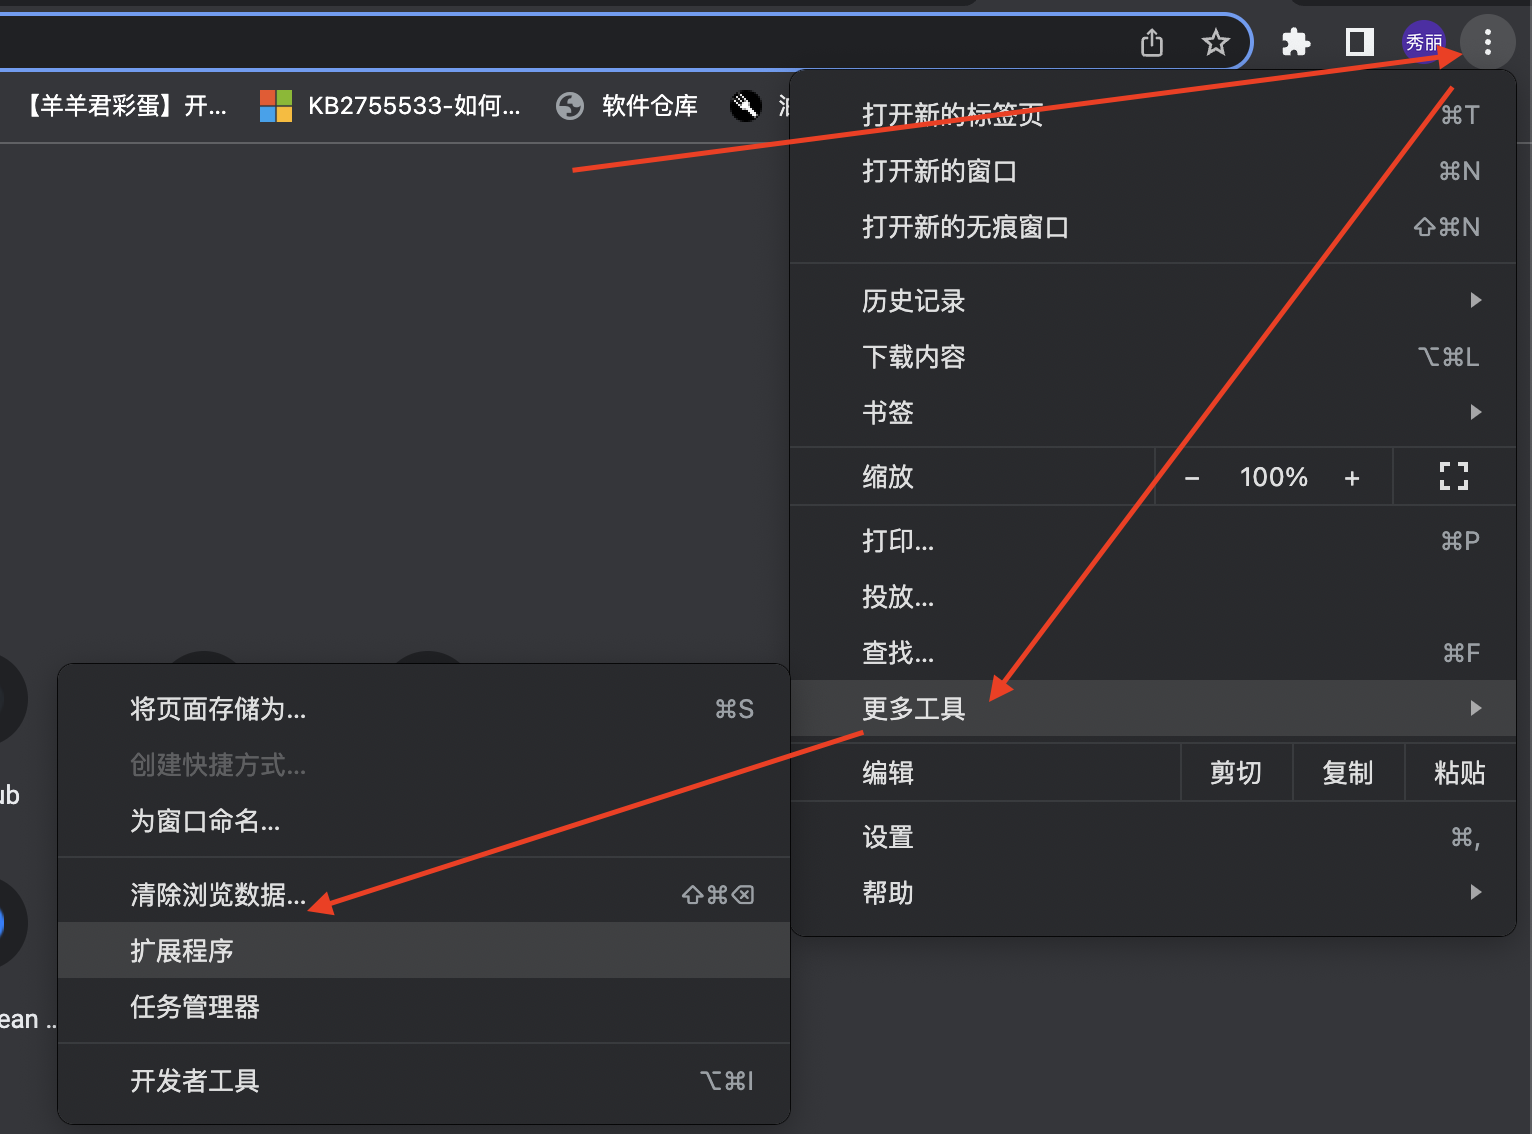 秀丽
【羊羊君彩蛋】开... KB2755533-如何... 软件仓库 油
打开新的标签页 ⌘T
打开新的窗口 ⌘N
打开新的无痕窗口 ⇧⌘N
历史记录
下载内容 ⌥⌘L
书签
缩放 − 100% +
打印... ⌘P
投放...
查找... ⌘F
更多工具
编辑 剪切 复制 粘贴
设置 ⌘,
帮助
将页面存储为... ⌘S
创建快捷方式...
为窗口命名...
清除浏览数据... ⇧⌘⌫
扩展程序
任务管理器
开发者工具 ⌥⌘I
ub
ean ...